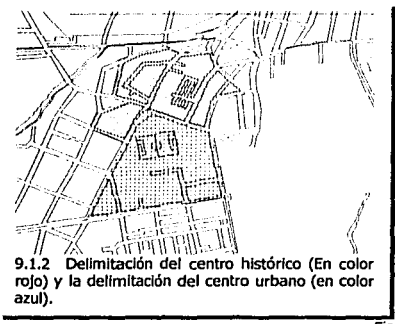 9.1.2 Delimitación del centro histórico (En color
rojo) y la delimitación del centro urbano (en color
azul).